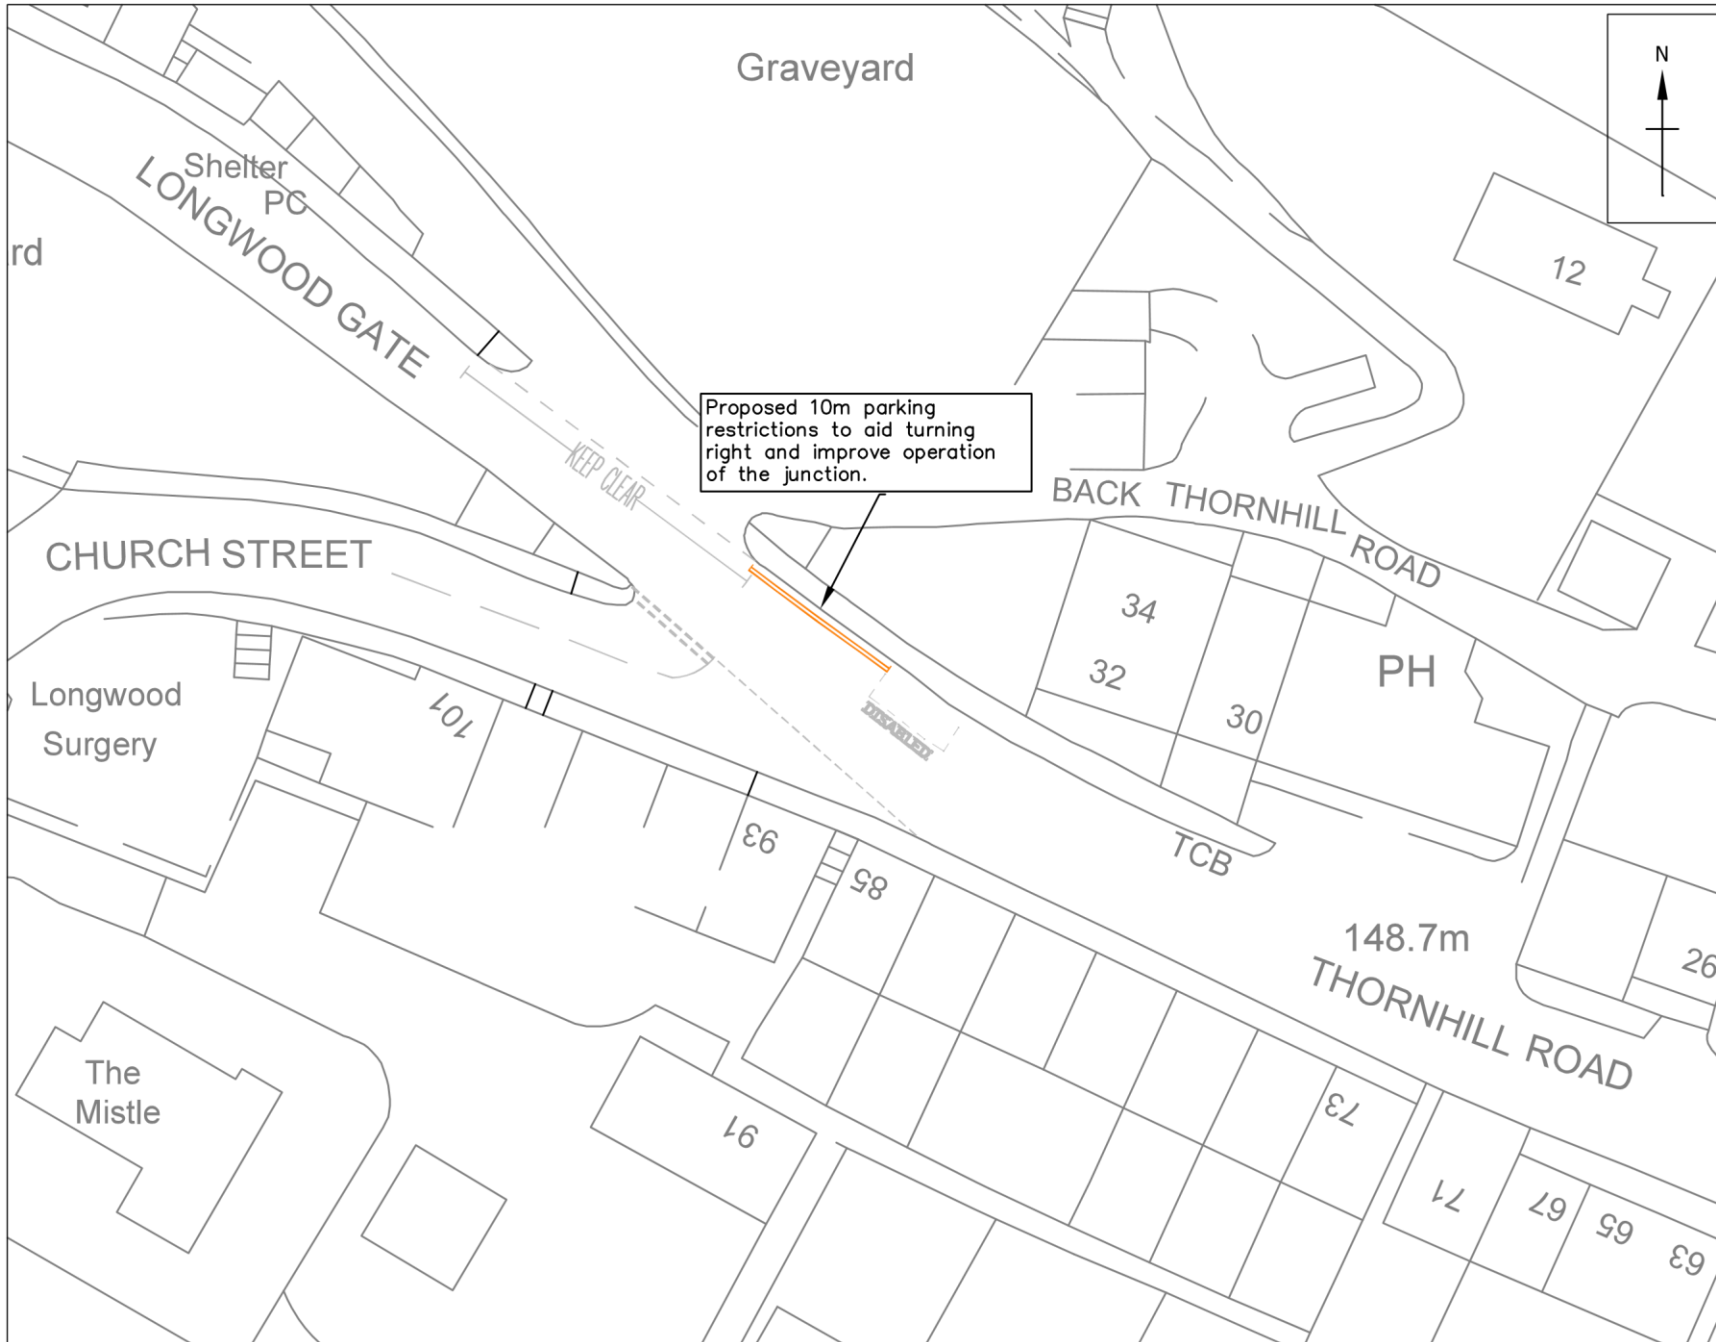 Graveyard
N
Shelter
PC
LONGWOOD GATE
rd
12
Proposed 10m parking
restrictions to aid turning
right and improve operation
of the junction.
KEEP CLEAR
BACK THORNHILL ROAD
CHURCH STREET
34
32
30
PH
Longwood
Surgery
101
DISABLED
93
85
TCB
148.7m
26
THORNHILL ROAD
The
Mistle
91
73
71
67
65
63